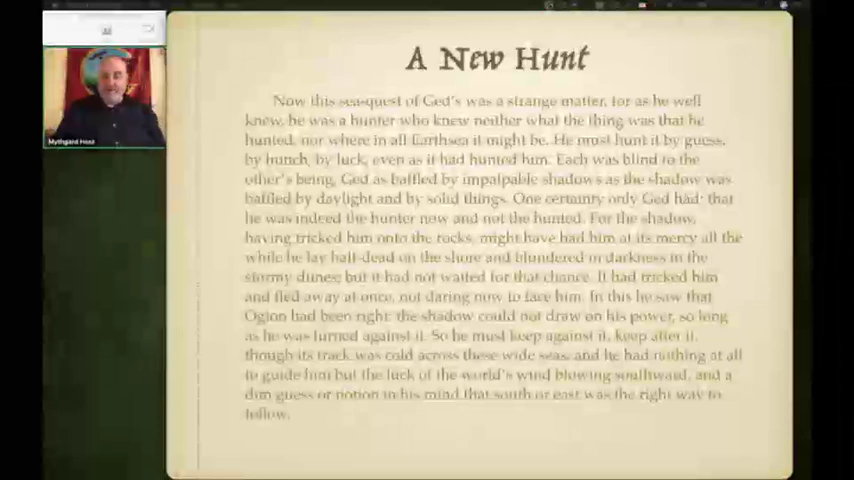 A New Hunt
Now this sea-quest of Ged's was a strange matter, for as he well
knew, he was a hunter who knew neither what the thing was that he
hunted, nor where in all Earthsea it might be. He must hunt it by guess,
by hunch, by luck, even as it had hunted him. Each was blind to the
other's being, Ged as baffled by impalpable shadows as the shadow was
baffled by daylight and by solid things. One certainty only Ged had: that
he was indeed the hunter now and not the hunted. For the shadow,
having tricked him onto the rocks, might have had him at its mercy all the
while he lay half-dead on the shore and blundered in darkness in the
stormy dunes; but it had not waited for that chance. It had tricked him
and fled away at once, not daring now to face him. In this he saw that
Ogion had been right: the shadow could not draw on his power, so long
as he was turned against it. So he must keep against it, keep after it,
though its track was cold across these wide seas, and he had nothing at all
to guide him but the luck of the world's wind blowing southward, and a
dim guess or notion in his mind that south or east was the right way to
follow.
Mythgard Host